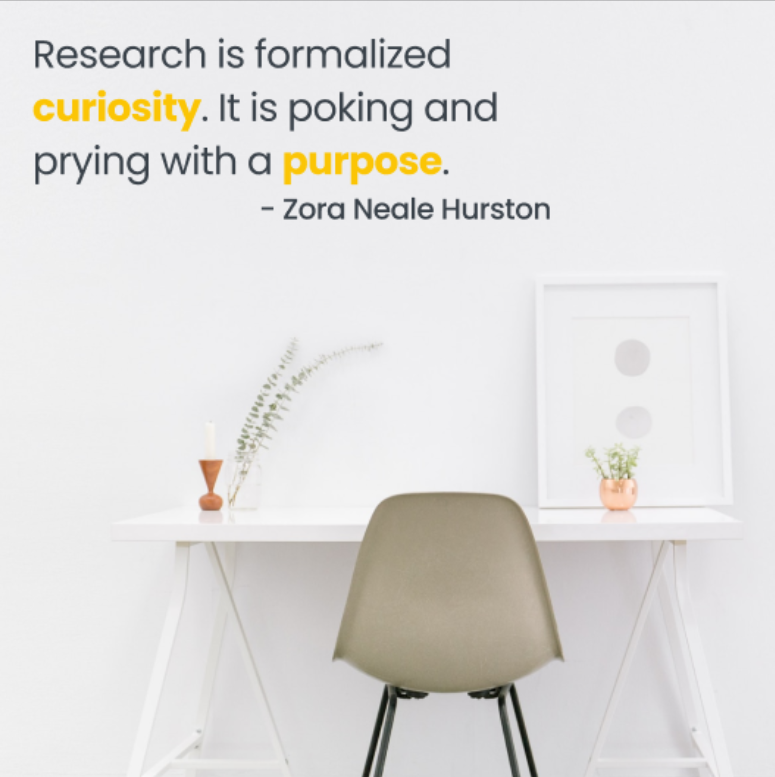 Research is formalized
curiosity. It is poking and
prying with a purpose.
- Zora Neale Hurston